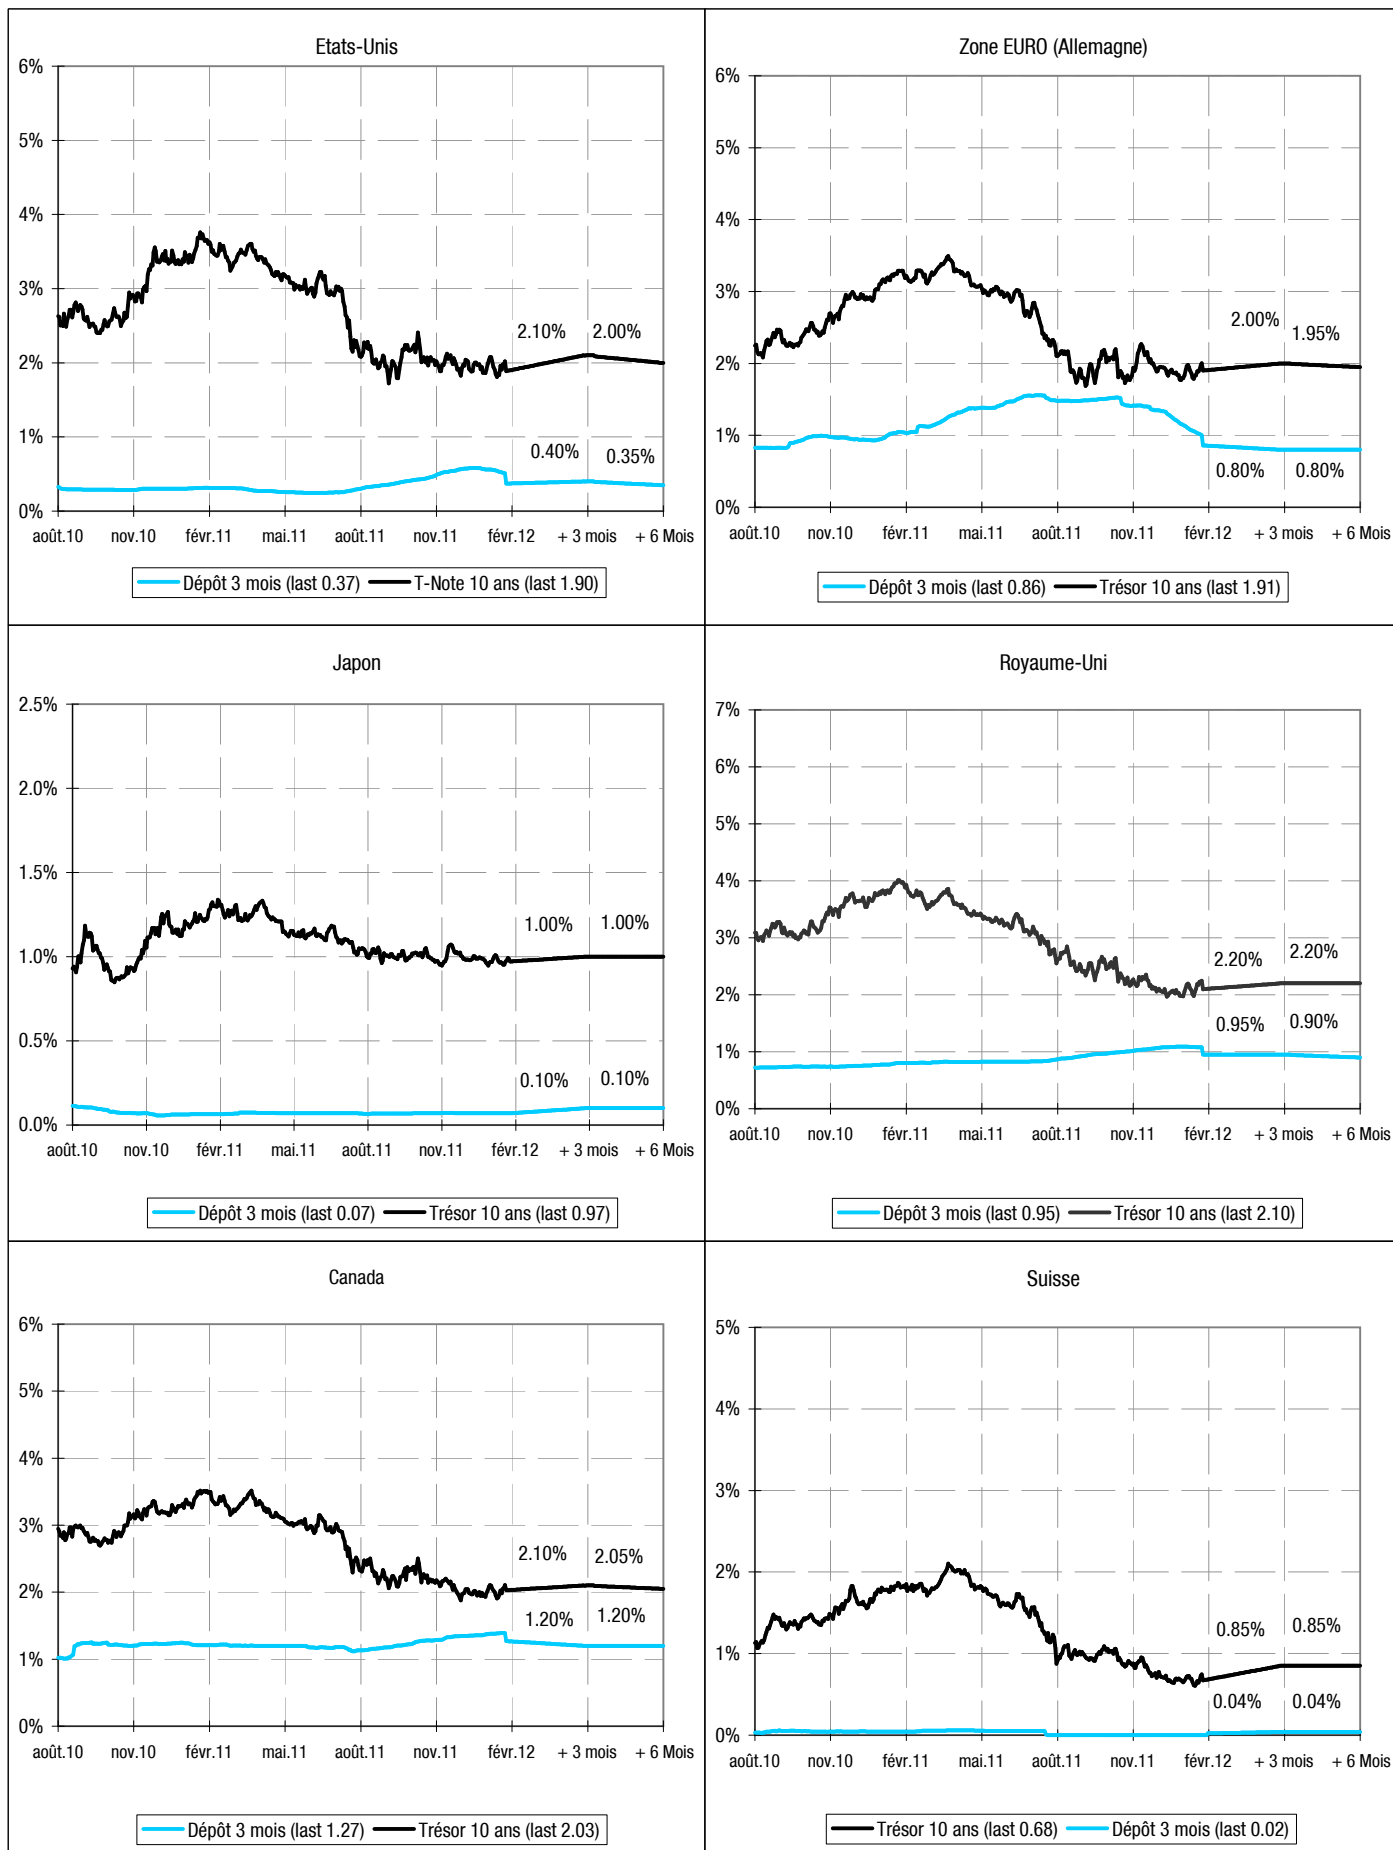 Etats-Unis
6%
5%
4%
3%
2%
1%
0%
2.10% 2.00%
0.40% 0.35%
août.10 nov.10 févr.11 mai.11 août.11 nov.11 févr.12 + 3 mois + 6 Mois
Dépôt 3 mois (last 0.37) T-Note 10 ans (last 1.90)
Zone EURO (Allemagne)
6%
5%
4%
3%
2%
1%
0%
2.00% 1.95%
0.80% 0.80%
août.10 nov.10 févr.11 mai.11 août.11 nov.11 févr.12 + 3 mois + 6 Mois
Dépôt 3 mois (last 0.86) Trésor 10 ans (last 1.91)
Japon
2.5%
2.0%
1.5%
1.0%
0.5%
0.0%
1.00% 1.00%
0.10% 0.10%
août.10 nov.10 févr.11 mai.11 août.11 nov.11 févr.12 + 3 mois + 6 Mois
Dépôt 3 mois (last 0.07) Trésor 10 ans (last 0.97)
Royaume-Uni
7%
6%
5%
4%
3%
2%
1%
0%
2.20% 2.20%
0.95% 0.90%
août.10 nov.10 févr.11 mai.11 août.11 nov.11 févr.12 + 3 mois + 6 Mois
Dépôt 3 mois (last 0.95) Trésor 10 ans (last 2.10)
Canada
6%
5%
4%
3%
2%
1%
0%
2.10% 2.05%
1.20% 1.20%
août.10 nov.10 févr.11 mai.11 août.11 nov.11 févr.12 + 3 mois + 6 Mois
Dépôt 3 mois (last 1.27) Trésor 10 ans (last 2.03)
Suisse
5%
4%
3%
2%
1%
0%
0.85% 0.85%
0.04% 0.04%
août.10 nov.10 févr.11 mai.11 août.11 nov.11 févr.12 + 3 mois + 6 Mois
Trésor 10 ans (last 0.68) Dépôt 3 mois (last 0.02)